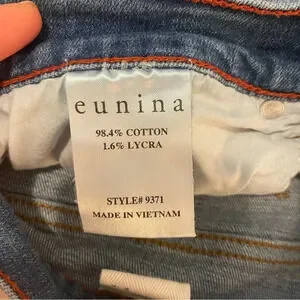 eunina
98.4% COTTON
1.6% LYCRA
STYLE# 9371
MADE IN VIETNAM